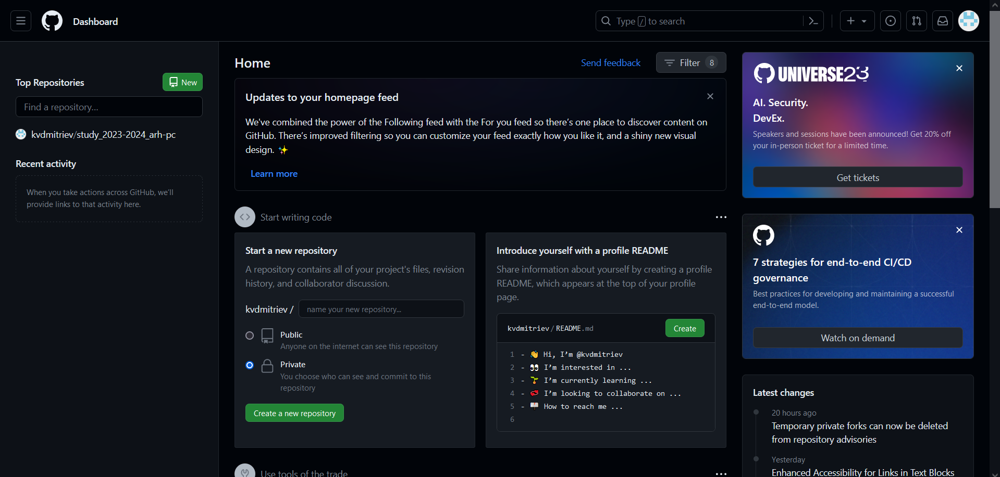 Dashboard
Type / to search
Top Repositories
New
Find a repository...
kvdmitriev/study_2023-2024_arh-pc
Recent activity
When you take actions across GitHub, we'll
provide links to that activity here.
Home
Send feedback
Filter 8
Updates to your homepage feed
We've combined the power of the Following feed with the For you feed so there's one place to discover content on
GitHub. There's improved filtering so you can customize your feed exactly how you like it, and a shiny new visual
design. ✨
Learn more
Start writing code
Start a new repository
A repository contains all of your project's files, revision
history, and collaborator discussion.
kvdmitriev /
name your new repository...
Public
Anyone on the internet can see this repository
Private
You choose who can see and commit to this
repository
Create a new repository
Introduce yourself with a profile README
Share information about yourself by creating a profile
README, which appears at the top of your profile
page.
kvdmitriev / README.md
Create
1 - 👋 Hi, I’m @kvdmitriev
2 - 👀 I’m interested in ...
3 - 🌱 I’m currently learning ...
4 - 💞️ I’m looking to collaborate on ...
5 - 📫 How to reach me ...
6
Use tools of the trade
UNIVERSE23
AI. Security.
DevEx.
Speakers and sessions have been announced! Get 20% off
your in-person ticket for a limited time.
Get tickets
7 strategies for end-to-end CI/CD
governance
Best practices for developing and maintaining a successful
end-to-end model.
Watch on demand
Latest changes
20 hours ago
Temporary private forks can now be deleted
from repository advisories
Yesterday
Enhanced Accessibility for Links in Text Blocks